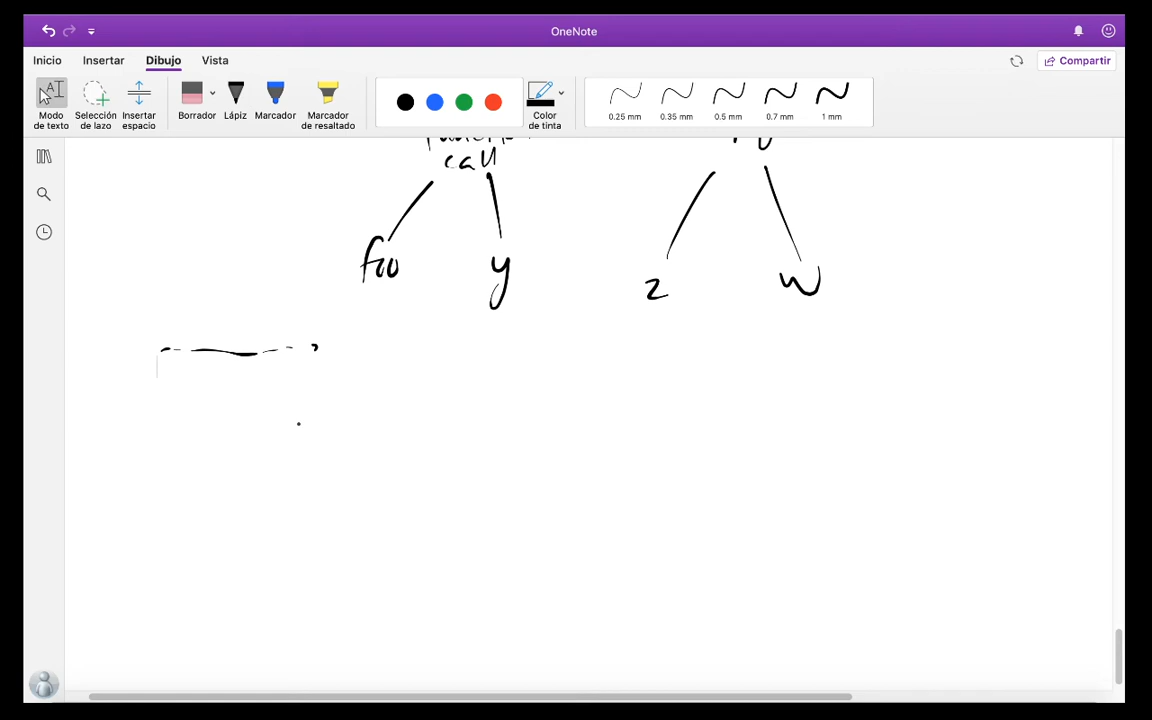 OneNote
Inicio Insertar Dibujo Vista Compartir
Modo de texto Selección de lazo Insertar espacio Borrador Lápiz Marcador Marcador de resaltado Color de tinta 0.25 mm 0.35 mm 0.5 mm 0.7 mm 1 mm
call
foo y z w